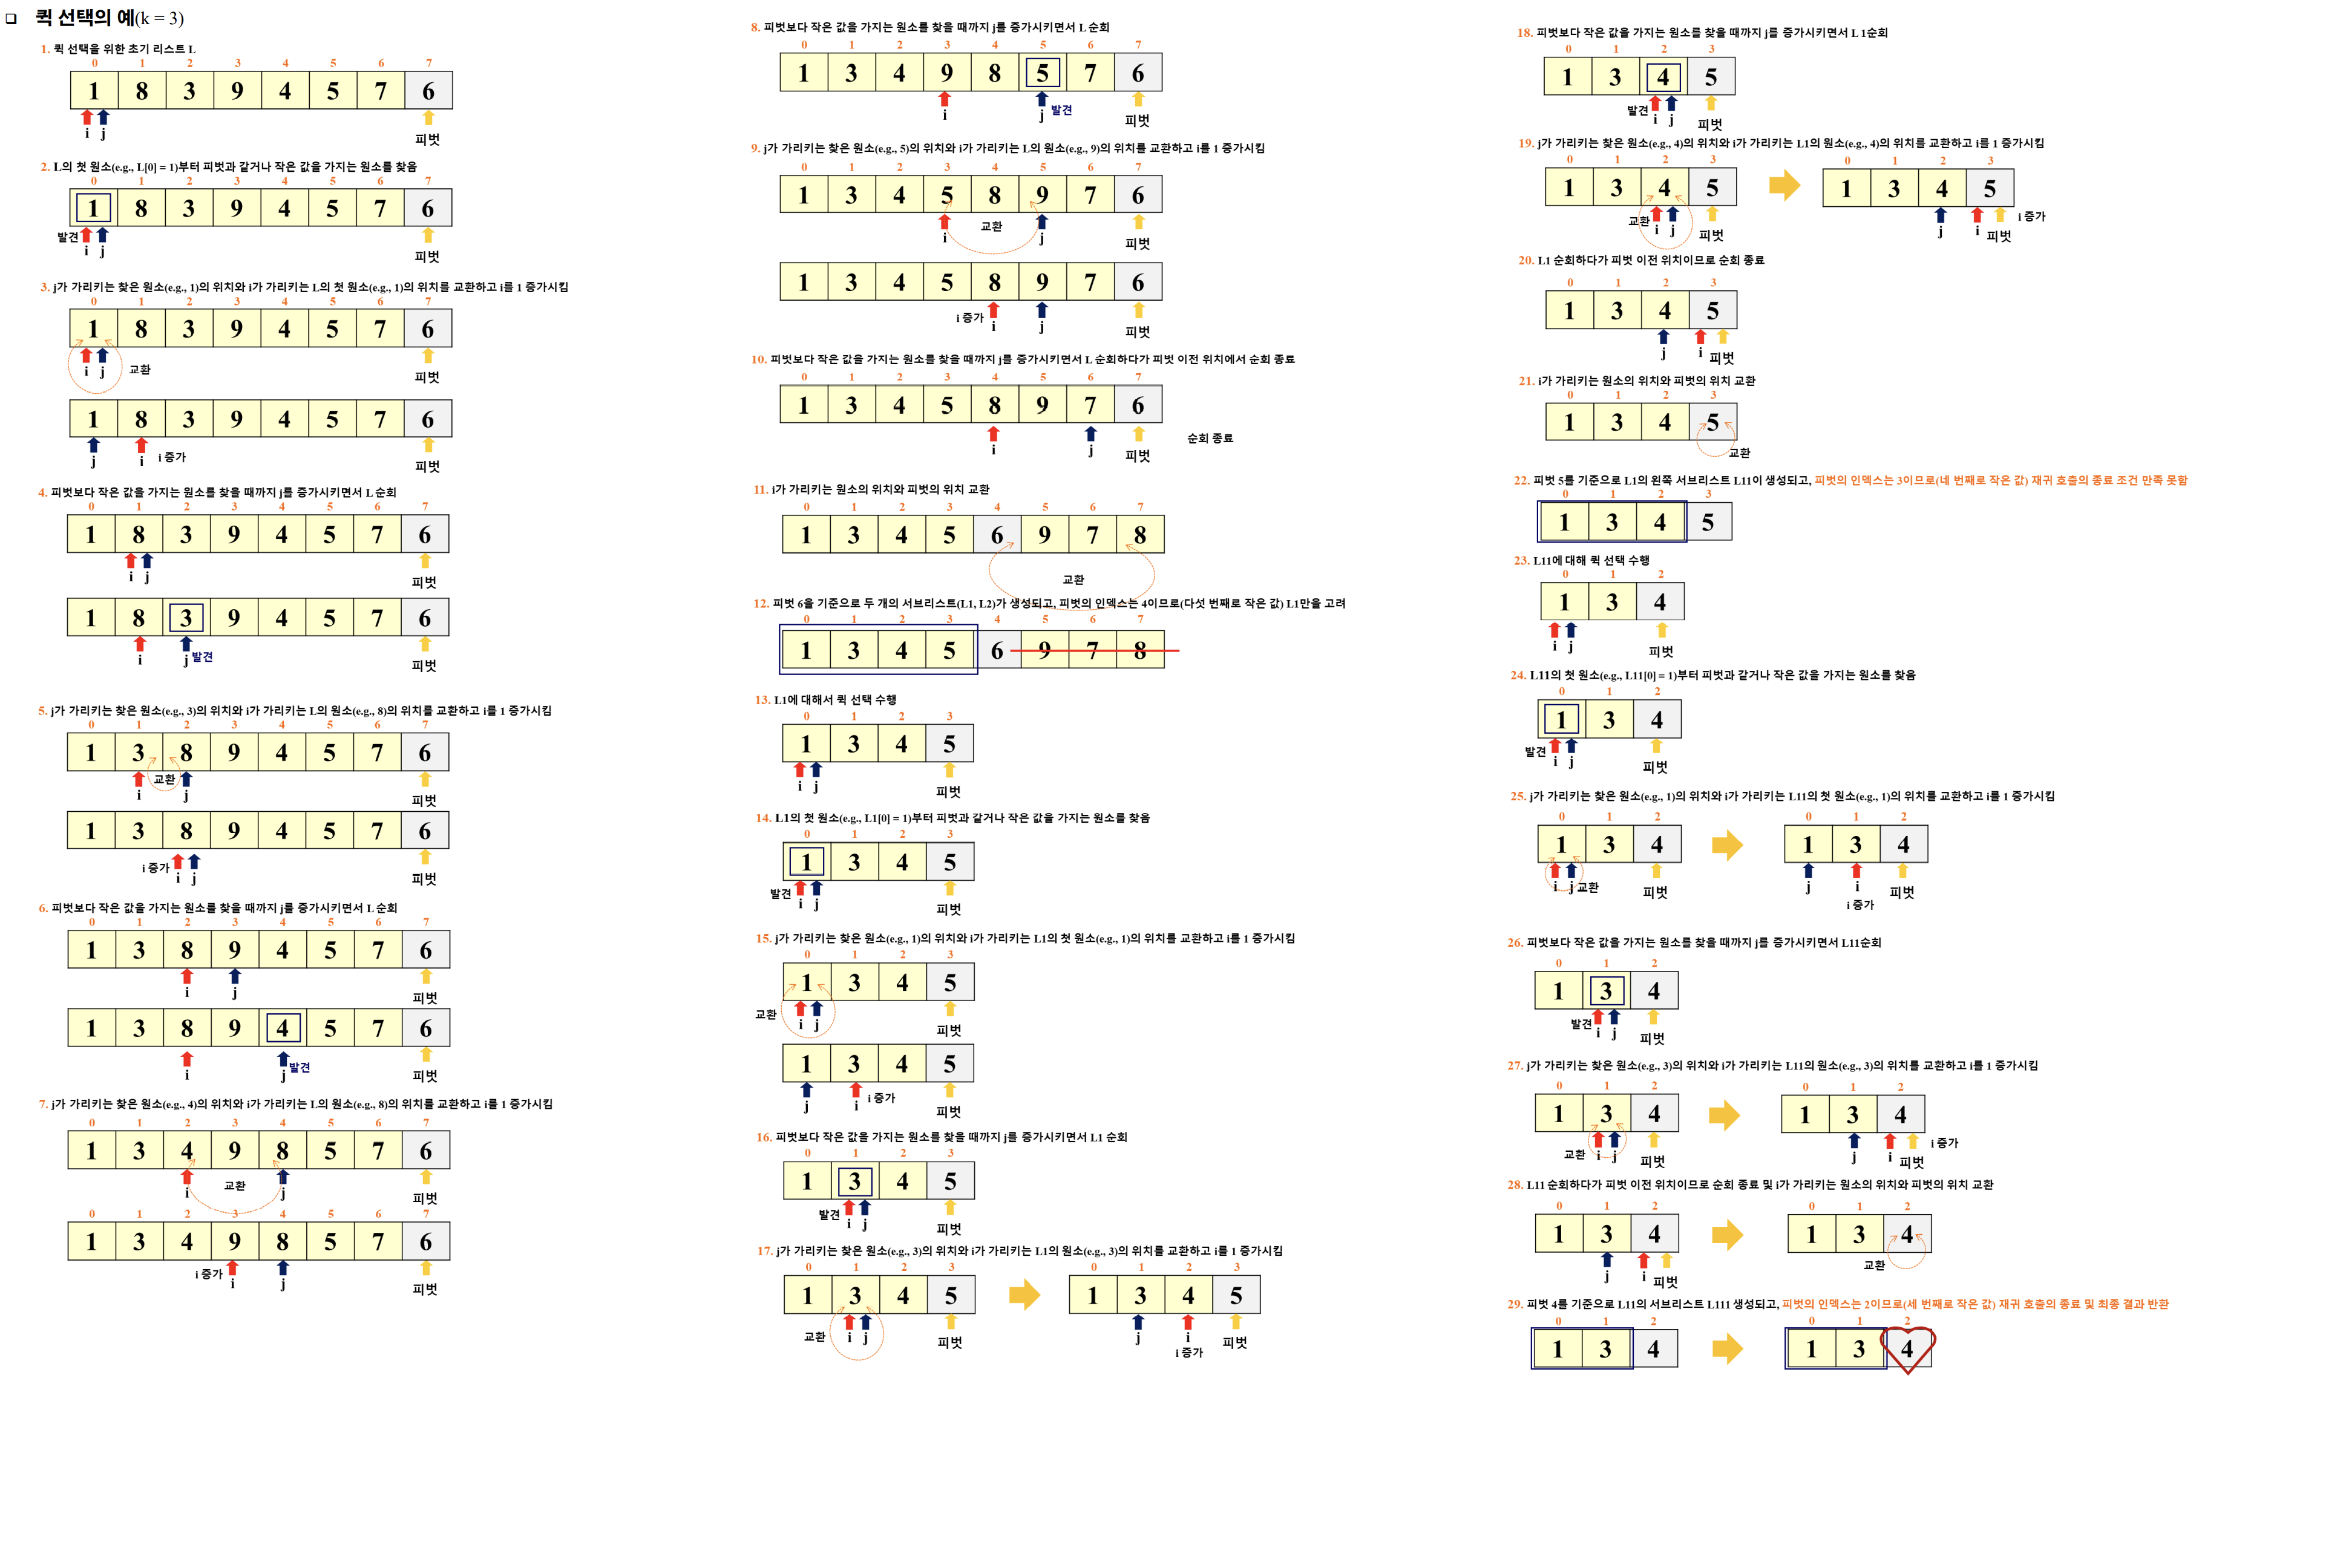 ❑ 퀵 선택의 예(k = 3)
1. 퀵 선택을 위한 초기 리스트 L
0 1 2 3 4 5 6 7
1 8 3 9 4 5 7 6
i j 피벗
2. L의 첫 원소(e.g., L[0] = 1)부터 피벗과 같거나 작은 값을 가지는 원소를 찾음
0 1 2 3 4 5 6 7
1 8 3 9 4 5 7 6
발견 i j 피벗
3. j가 가리키는 찾은 원소(e.g., 1)의 위치와 i가 가리키는 L의 첫 원소(e.g., 1)의 위치를 교환하고 i를 1 증가시킴
0 1 2 3 4 5 6 7
1 8 3 9 4 5 7 6
i j 교환 피벗
1 8 3 9 4 5 7 6
j i i 증가 피벗
4. 피벗보다 작은 값을 가지는 원소를 찾을 때까지 j를 증가시키면서 L 순회
0 1 2 3 4 5 6 7
1 8 3 9 4 5 7 6
i j 피벗
1 8 3 9 4 5 7 6
i j 발견 피벗
5. j가 가리키는 찾은 원소(e.g., 3)의 위치와 i가 가리키는 L의 원소(e.g., 8)의 위치를 교환하고 i를 1 증가시킴
0 1 2 3 4 5 6 7
1 3 8 9 4 5 7 6
i 교환 j 피벗
1 3 8 9 4 5 7 6
i 증가 i j 피벗
6. 피벗보다 작은 값을 가지는 원소를 찾을 때까지 j를 증가시키면서 L 순회
0 1 2 3 4 5 6 7
1 3 8 9 4 5 7 6
i j 피벗
1 3 8 9 4 5 7 6
i j 발견 피벗
7. j가 가리키는 찾은 원소(e.g., 4)의 위치와 i가 가리키는 L의 원소(e.g., 8)의 위치를 교환하고 i를 1 증가시킴
0 1 2 3 4 5 6 7
1 3 4 9 8 5 7 6
i 교환 j 피벗
0 1 2 3 4 5 6 7
1 3 4 9 8 5 7 6
i 증가 i j 피벗
8. 피벗보다 작은 값을 가지는 원소를 찾을 때까지 j를 증가시키면서 L 순회
0 1 2 3 4 5 6 7
1 3 4 9 8 5 7 6
i j 발견 피벗
9. j가 가리키는 찾은 원소(e.g., 5)의 위치와 i가 가리키는 L의 원소(e.g., 9)의 위치를 교환하고 i를 1 증가시킴
0 1 2 3 4 5 6 7
1 3 4 5 8 9 7 6
i 교환 j 피벗
1 3 4 5 8 9 7 6
i 증가 i j 피벗
10. 피벗보다 작은 값을 가지는 원소를 찾을 때까지 j를 증가시키면서 L 순회하다가 피벗 이전 위치에서 순회 종료
0 1 2 3 4 5 6 7
1 3 4 5 8 9 7 6
i j 피벗 순회 종료
11. i가 가리키는 원소의 위치와 피벗의 위치 교환
0 1 2 3 4 5 6 7
1 3 4 5 6 9 7 8
교환
12. 피벗 6을 기준으로 두 개의 서브리스트(L1, L2)가 생성되고, 피벗의 인덱스는 4이므로(다섯 번째로 작은 값) L1만을 고려
0 1 2 3 4 5 6 7
1 3 4 5 6 9 7 8
13. L1에 대해서 퀵 선택 수행
0 1 2 3
1 3 4 5
i j 피벗
14. L1의 첫 원소(e.g., L1[0] = 1)부터 피벗과 같거나 작은 값을 가지는 원소를 찾음
0 1 2 3
1 3 4 5
발견 i j 피벗
15. j가 가리키는 찾은 원소(e.g., 1)의 위치와 i가 가리키는 L1의 첫 원소(e.g., 1)의 위치를 교환하고 i를 1 증가시킴
0 1 2 3
1 3 4 5
교환 i j 피벗
1 3 4 5
j i i 증가 피벗
16. 피벗보다 작은 값을 가지는 원소를 찾을 때까지 j를 증가시키면서 L1 순회
0 1 2 3
1 3 4 5
발견 i j 피벗
17. j가 가리키는 찾은 원소(e.g., 3)의 위치와 i가 가리키는 L1의 원소(e.g., 3)의 위치를 교환하고 i를 1 증가시킴
0 1 2 3 0 1 2 3
1 3 4 5 1 3 4 5
교환 i j 피벗 j i 피벗
i 증가
18. 피벗보다 작은 값을 가지는 원소를 찾을 때까지 j를 증가시키면서 L 1순회
0 1 2 3
1 3 4 5
발견 i j 피벗
19. j가 가리키는 찾은 원소(e.g., 4)의 위치와 i가 가리키는 L1의 원소(e.g., 4)의 위치를 교환하고 i를 1 증가시킴
0 1 2 3 0 1 2 3
1 3 4 5 1 3 4 5
교환 i j 피벗 j i 피벗 i 증가
20. L1 순회하다가 피벗 이전 위치이므로 순회 종료
0 1 2 3
1 3 4 5
j i 피벗
21. i가 가리키는 원소의 위치와 피벗의 위치 교환
0 1 2 3
1 3 4 5
교환
22. 피벗 5를 기준으로 L1의 왼쪽 서브리스트 L11이 생성되고, 피벗의 인덱스는 3이므로(네 번째로 작은 값) 재귀 호출의 종료 조건 만족 못함
0 1 2 3
1 3 4 5
23. L11에 대해 퀵 선택 수행
0 1 2
1 3 4
i j 피벗
24. L11의 첫 원소(e.g., L11[0] = 1)부터 피벗과 같거나 작은 값을 가지는 원소를 찾음
0 1 2
1 3 4
발견 i j 피벗
25. j가 가리키는 찾은 원소(e.g., 1)의 위치와 i가 가리키는 L11의 첫 원소(e.g., 1)의 위치를 교환하고 i를 1 증가시킴
0 1 2 0 1 2
1 3 4 1 3 4
i j 교환 피벗 j i 피벗
i 증가
26. 피벗보다 작은 값을 가지는 원소를 찾을 때까지 j를 증가시키면서 L11순회
0 1 2
1 3 4
발견 i j 피벗
27. j가 가리키는 찾은 원소(e.g., 3)의 위치와 i가 가리키는 L11의 원소(e.g., 3)의 위치를 교환하고 i를 1 증가시킴
0 1 2 0 1 2
1 3 4 1 3 4
교환 i j 피벗 j i 피벗 i 증가
28. L11 순회하다가 피벗 이전 위치이므로 순회 종료 및 i가 가리키는 원소의 위치와 피벗의 위치 교환
0 1 2 0 1 2
1 3 4 1 3 4
j i 피벗 교환
29. 피벗 4를 기준으로 L11의 서브리스트 L111 생성되고, 피벗의 인덱스는 2이므로(세 번째로 작은 값) 재귀 호출의 종료 및 최종 결과 반환
0 1 2 0 1 2
1 3 4 1 3 4